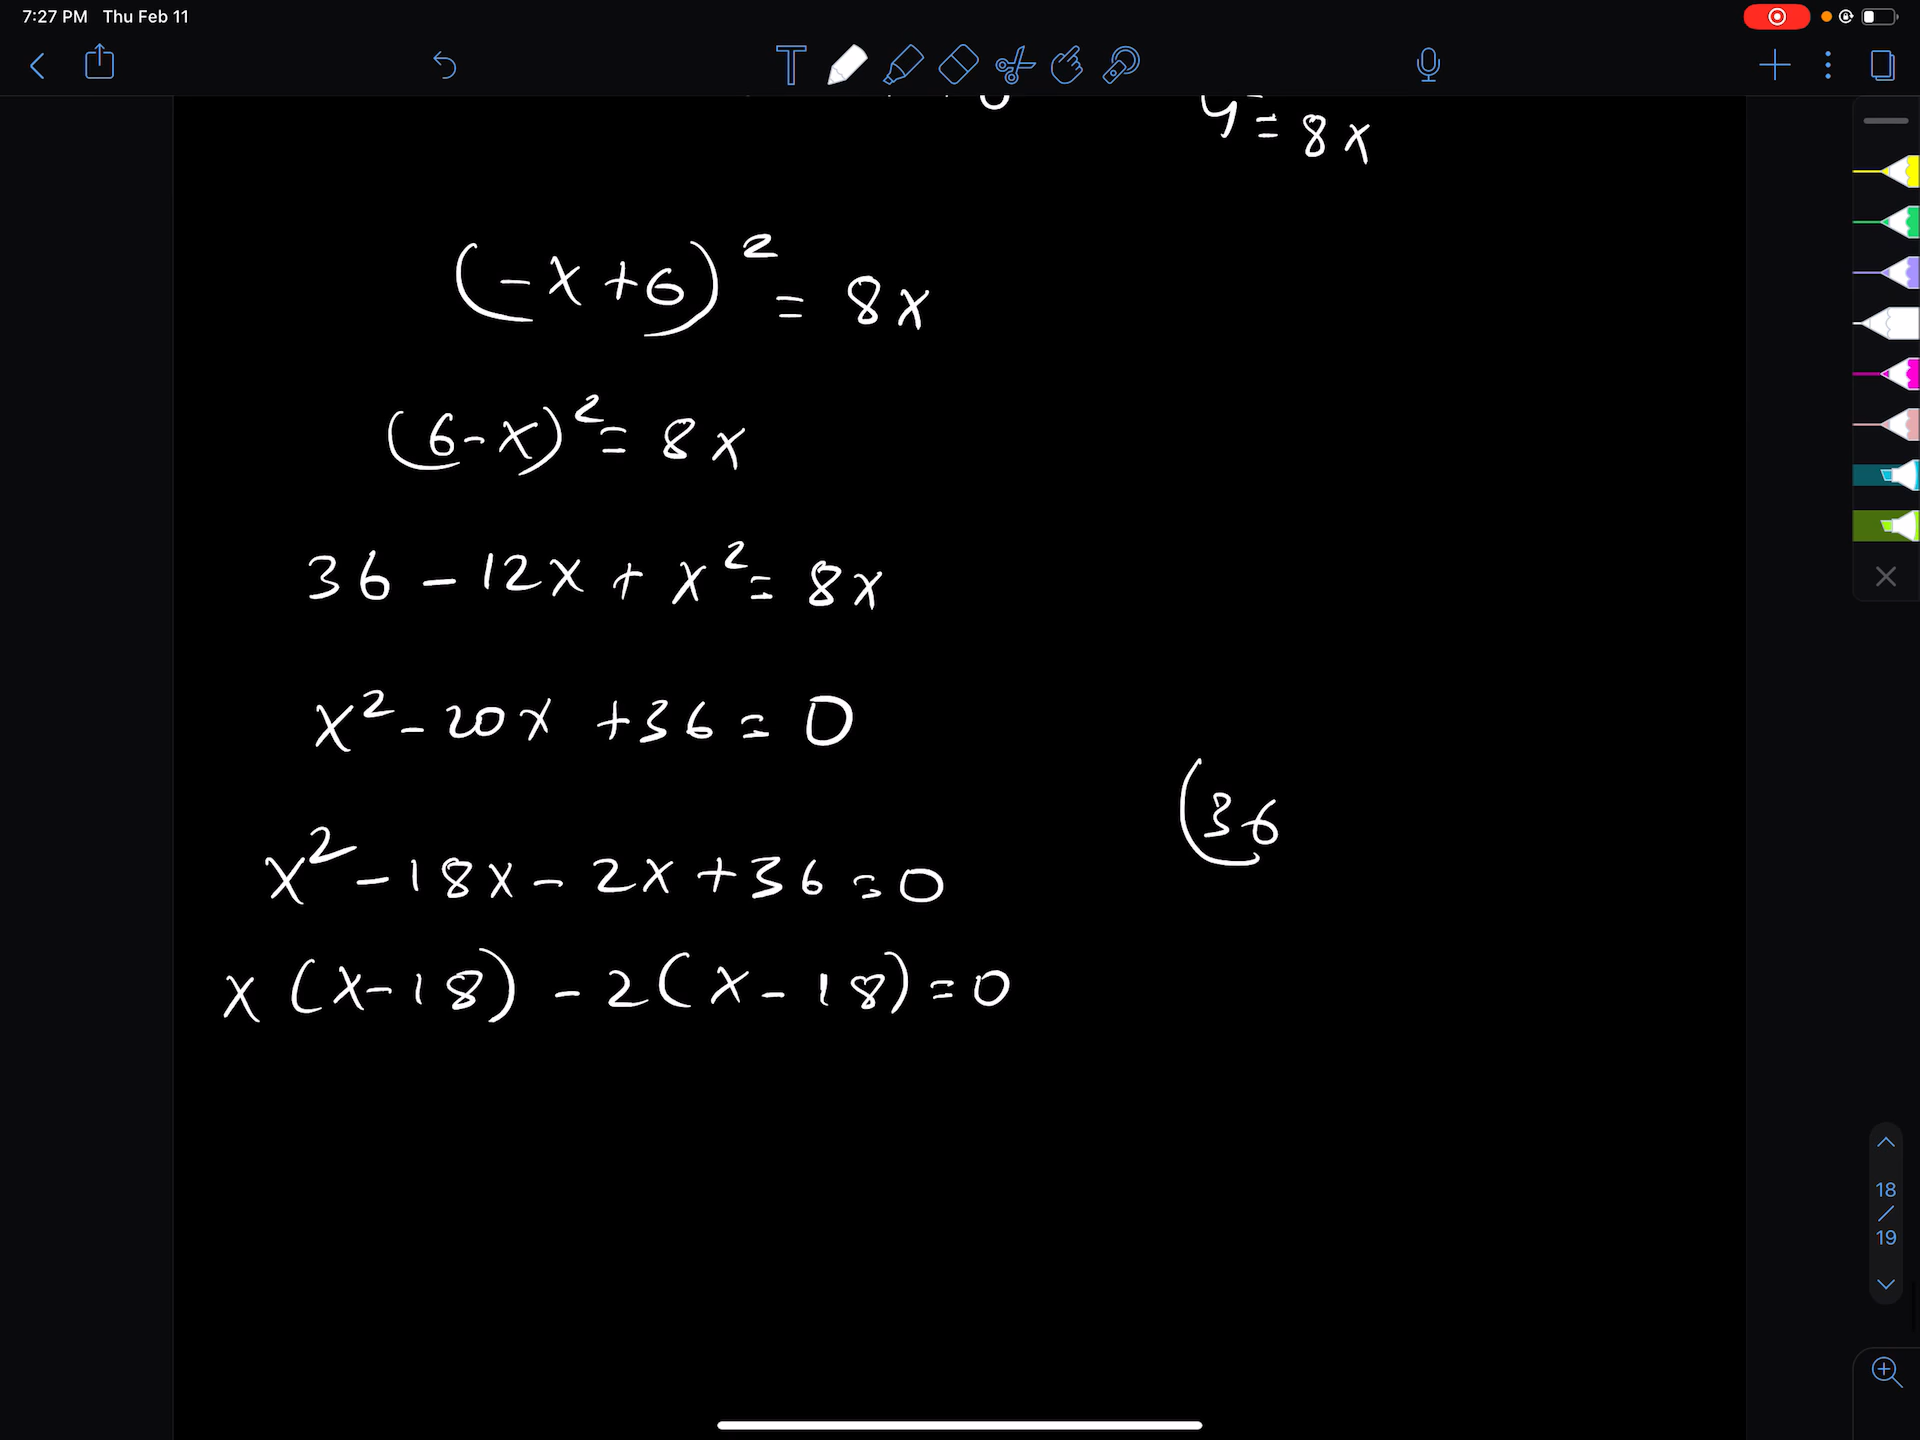 7:27 PM Thu Feb 11
T
y² = 8x
(-x+6)² = 8x
(6-x)² = 8x
36 - 12x + x² = 8x
x² - 20x + 36 = 0
(36
x² - 18x - 2x + 36 = 0
x (x-18) - 2(x-18) = 0
18
/
19